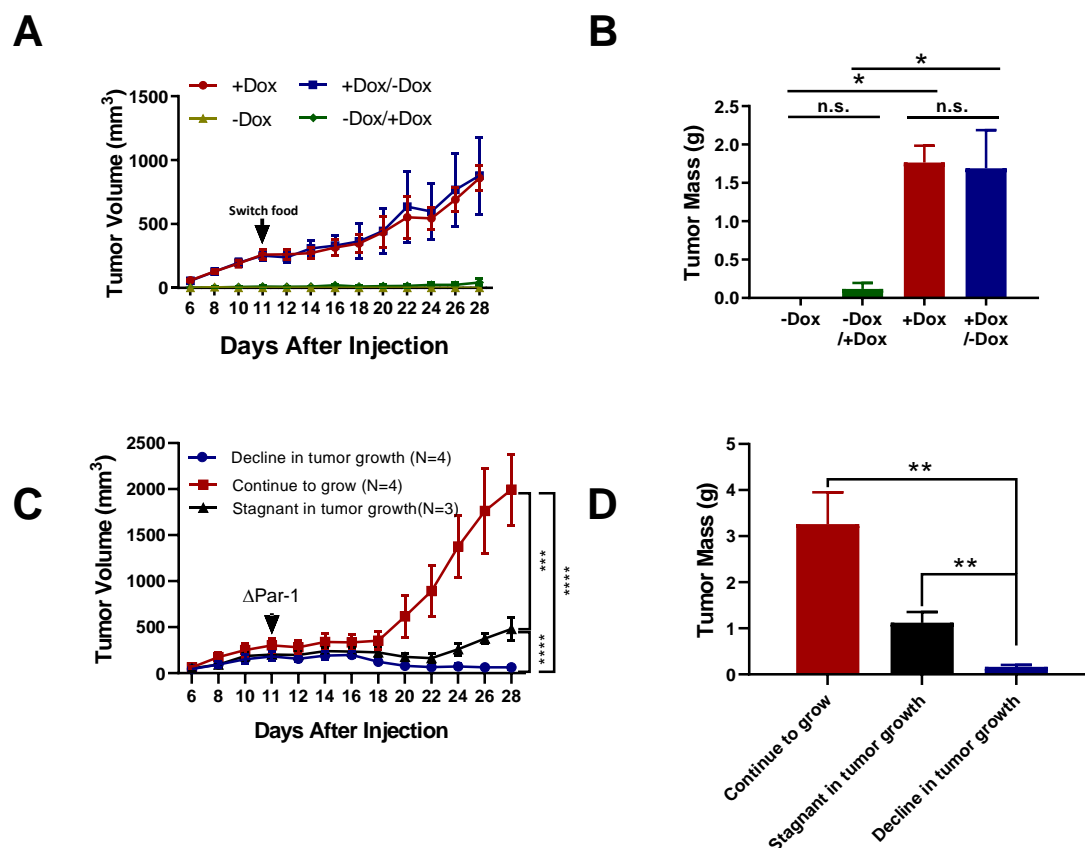 A
+Dox
+Dox/-Dox
-Dox
-Dox/+Dox
Tumor Volume (mm³)
1500
1000
500
0
Switch food
6 8 10 11 12 14 16 18 20 22 24 26 28
Days After Injection
B
*
*
n.s.
n.s.
Tumor Mass (g)
2.5
2.0
1.5
1.0
0.5
0.0
-Dox -Dox /+Dox +Dox +Dox /-Dox
C
Tumor Volume (mm³)
2500
2000
1500
1000
500
0
Decline in tumor growth (N=4)
Continue to grow (N=4)
Stagnant in tumor growth(N=3)
ΔPar-1
***
****
****
6 8 10 11 12 14 16 18 20 22 24 26 28
Days After Injection
D
Tumor Mass (g)
5
4
3
2
1
0
**
**
Continue to grow
Stagnant in tumor growth
Decline in tumor growth